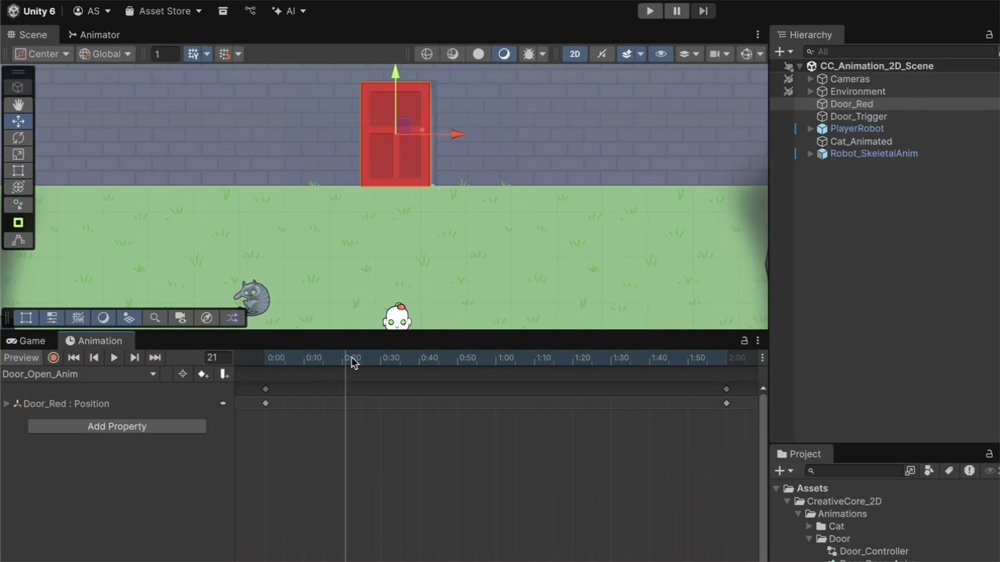 Unity 6 AS Asset Store AI
Scene Animator
Center Global 1 2D
Hierarchy
All
CC_Animation_2D_Scene
Cameras
Environment
Door_Red
Door_Trigger
PlayerRobot
Cat_Animated
Robot_SkeletalAnim
Game Animation
Preview 21 0:00 0:10 0:30 0:40 0:50 1:00 1:10 1:20 1:30 1:40 1:50 2:00
Door_Open_Anim
Door_Red : Position
Add Property
Project
Assets
CreativeCore_2D
Animations
Cat
Door
Door_Controller